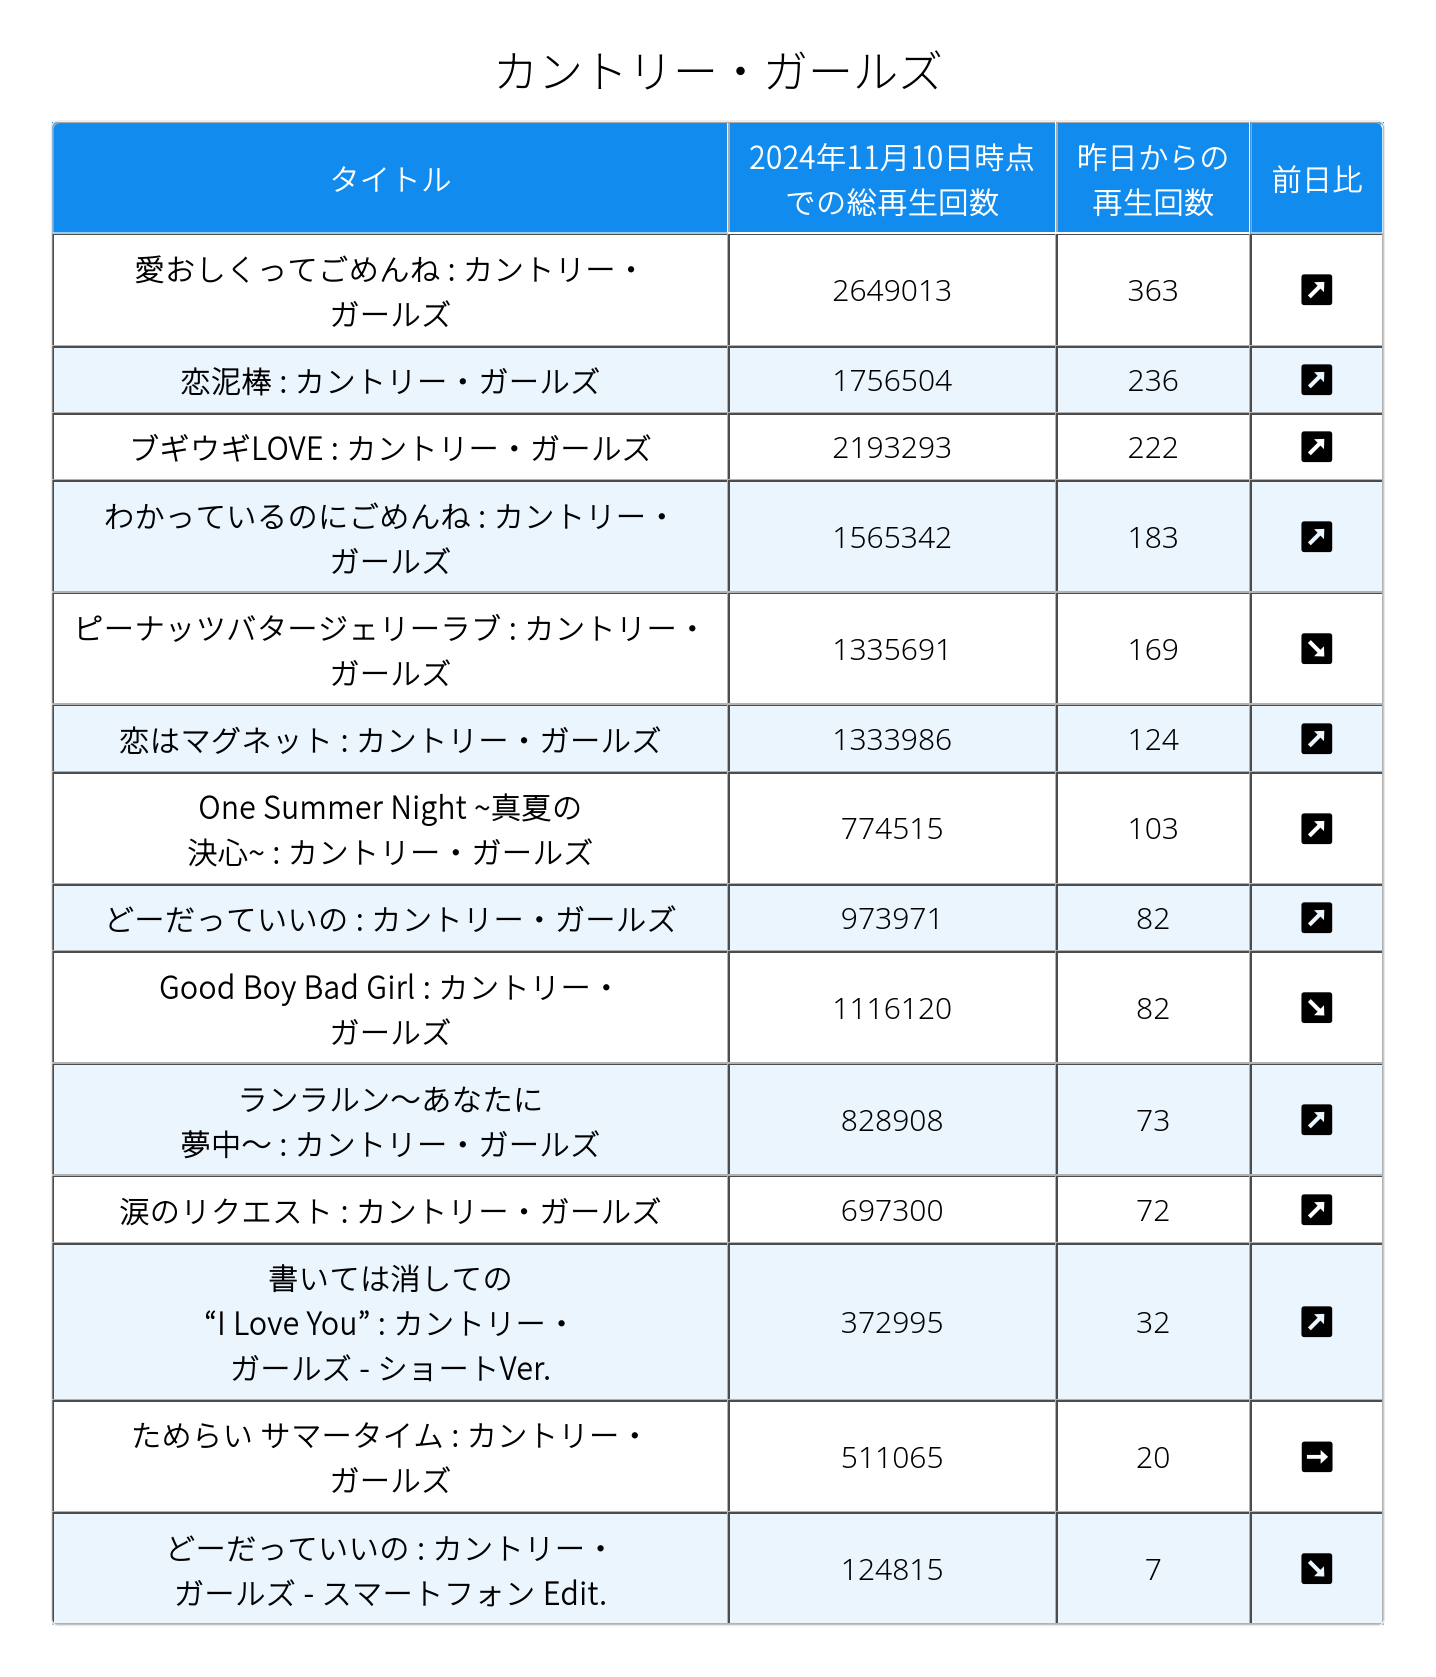 カントリー・ガールズ
タイトル
2024年11月10日時点
での総再生回数
昨日からの
再生回数
前日比
愛おしくってごめんね : カントリー・
ガールズ
2649013
363
恋泥棒 : カントリー・ガールズ
1756504
236
ブギウギLOVE : カントリー・ガールズ
2193293
222
わかっているのにごめんね : カントリー・
ガールズ
1565342
183
ピーナッツバタージェリーラブ : カントリー・
ガールズ
1335691
169
恋はマグネット : カントリー・ガールズ
1333986
124
One Summer Night ~真夏の
決心~ : カントリー・ガールズ
774515
103
どーだっていいの : カントリー・ガールズ
973971
82
Good Boy Bad Girl : カントリー・
ガールズ
1116120
82
ランラルン～あなたに
夢中～ : カントリー・ガールズ
828908
73
涙のリクエスト : カントリー・ガールズ
697300
72
書いては消しての
“I Love You” : カントリー・
ガールズ - ショートVer.
372995
32
ためらい サマータイム : カントリー・
ガールズ
511065
20
どーだっていいの : カントリー・
ガールズ - スマートフォン Edit.
124815
7